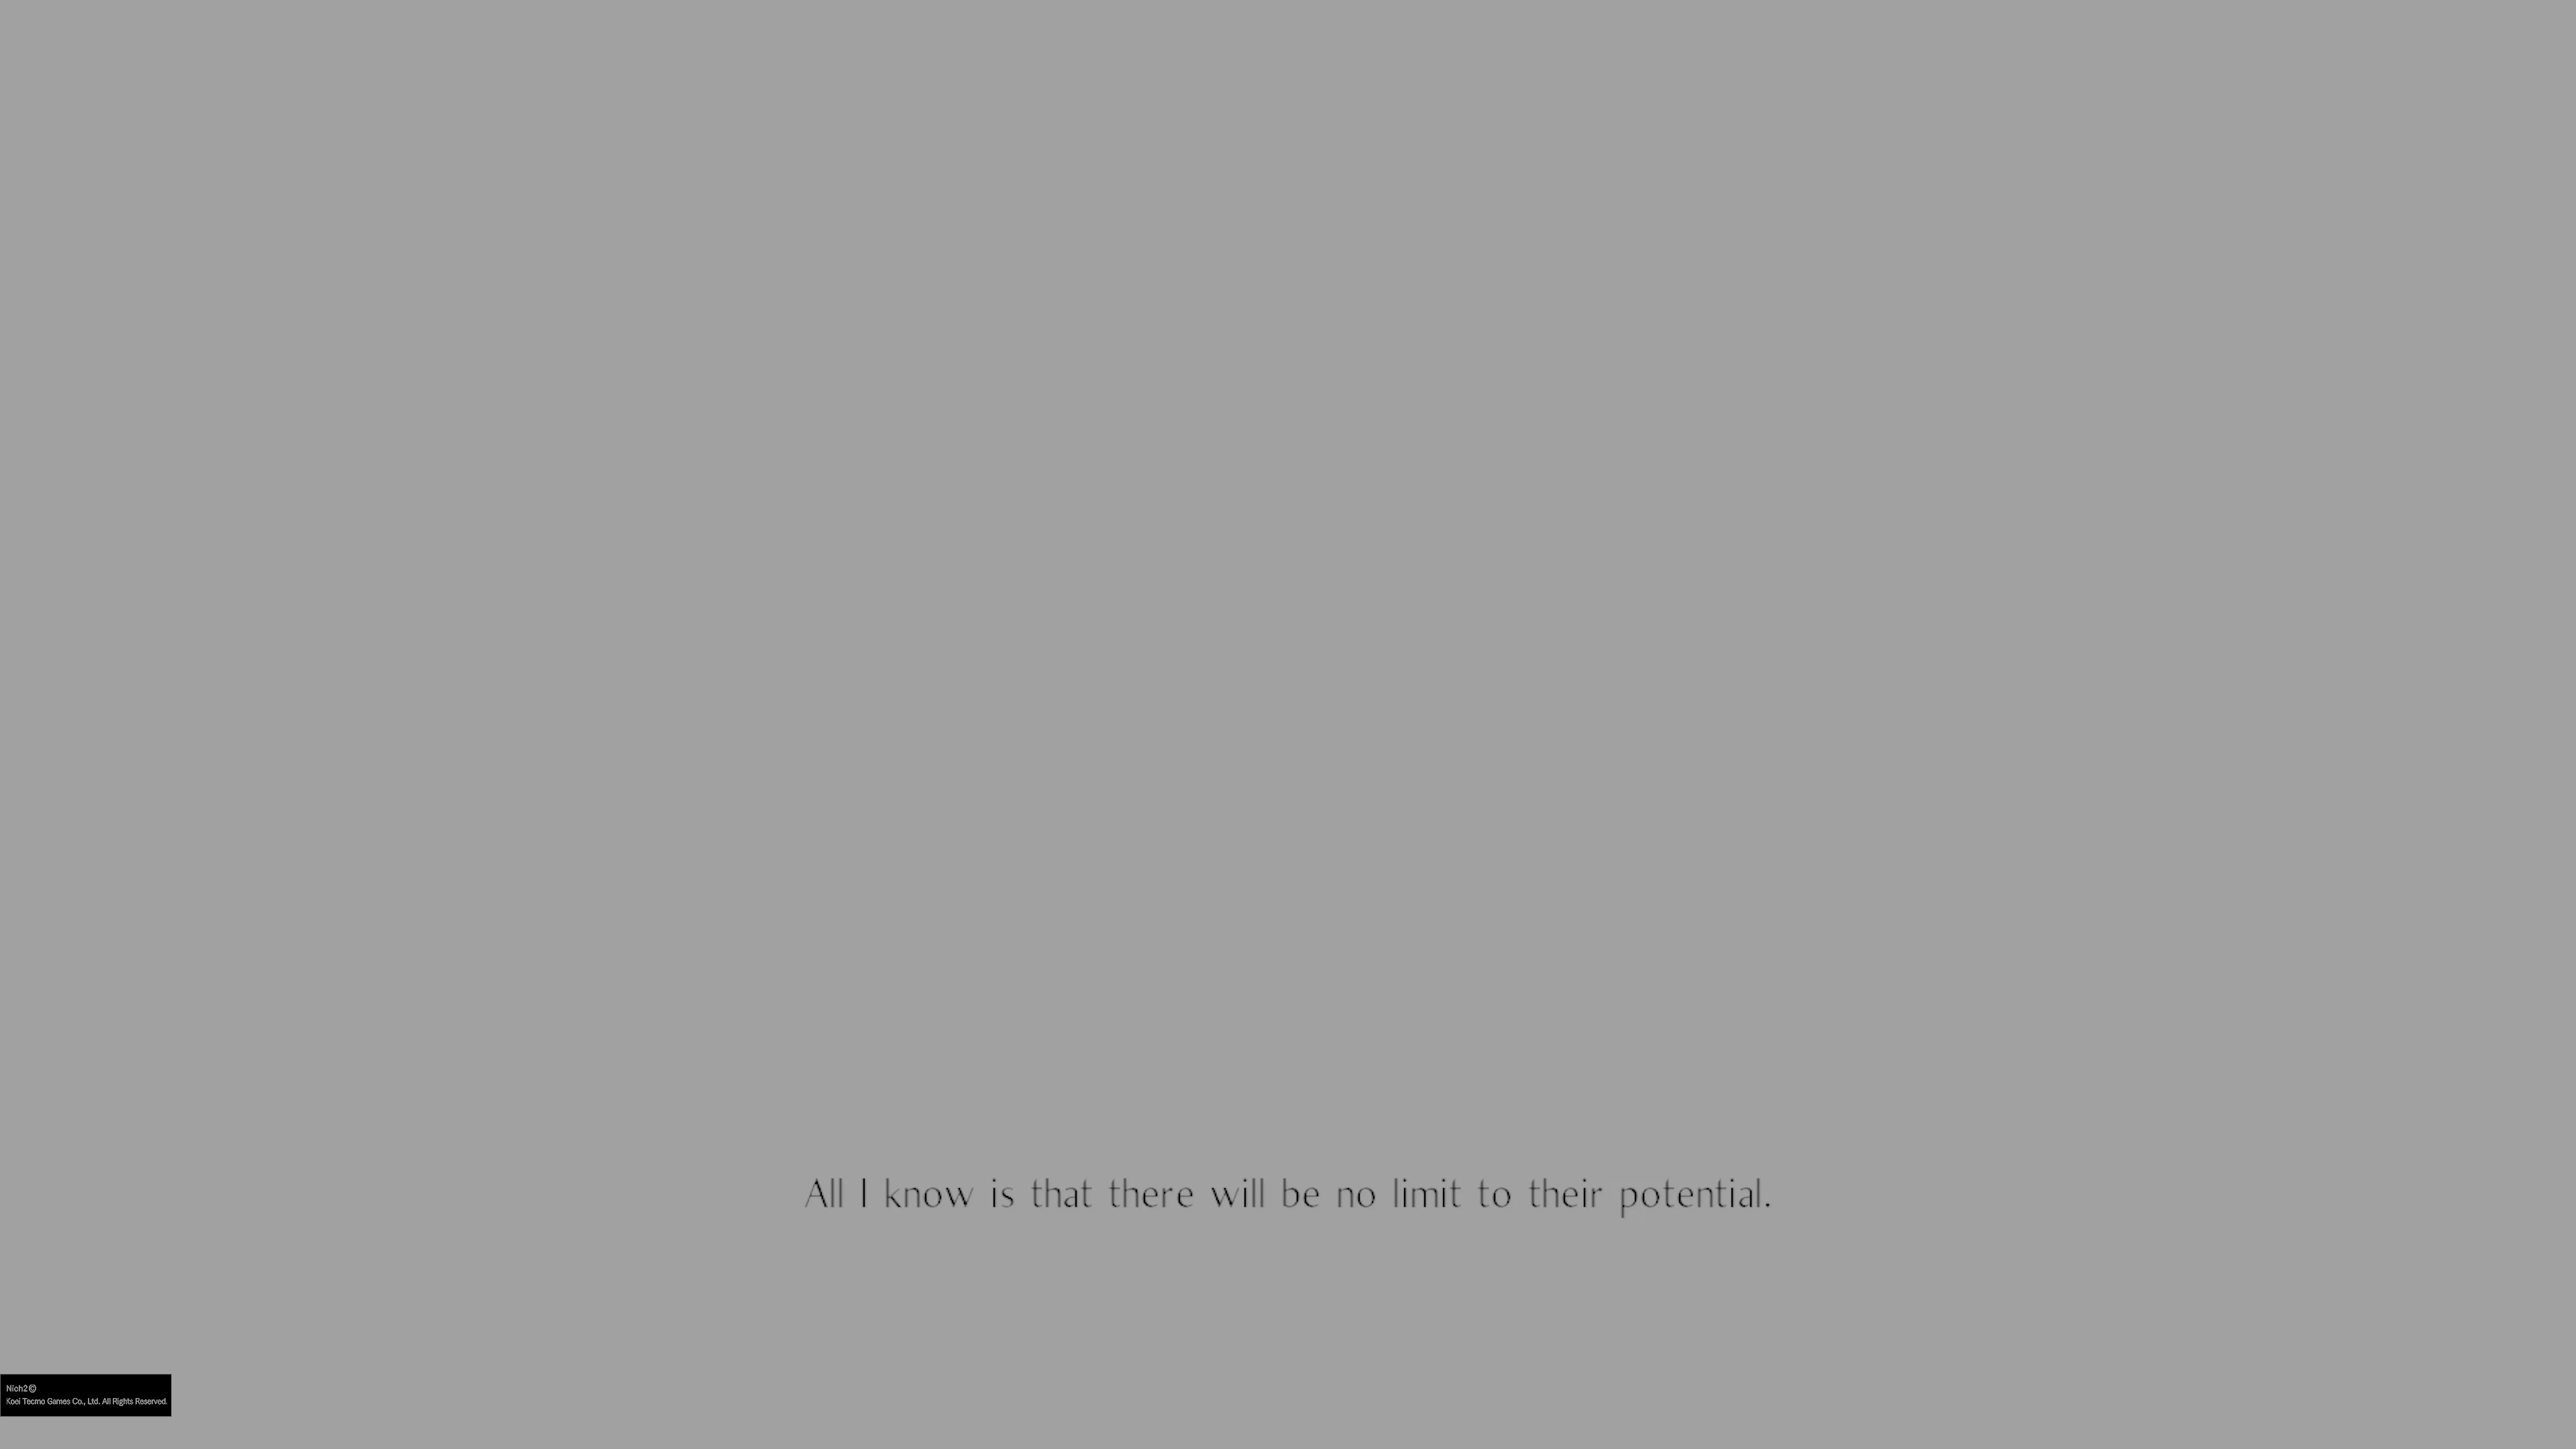 All I know is that there will be no limit to their potential.
Nioh2©
Koei Tecmo Games Co., Ltd. All Rights Reserved.